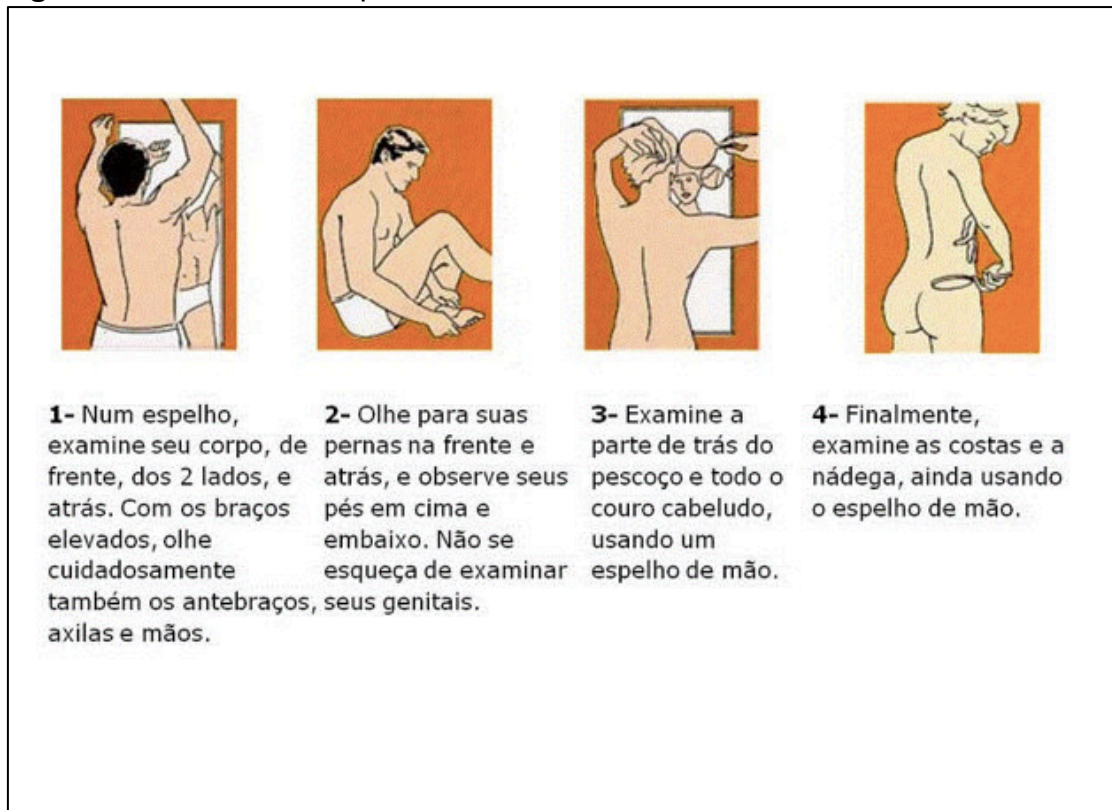 1- Num espelho,
examine seu corpo, de
frente, dos 2 lados, e
atrás. Com os braços
elevados, olhe
cuidadosamente
também os antebraços,
axilas e mãos.
2- Olhe para suas
pernas na frente e
atrás, e observe seus
pés em cima e
embaixo. Não se
esqueça de examinar
seus genitais.
3- Examine a
parte de trás do
pescoço e todo o
couro cabeludo,
usando um
espelho de mão.
4- Finalmente,
examine as costas e a
nádega, ainda usando
o espelho de mão.